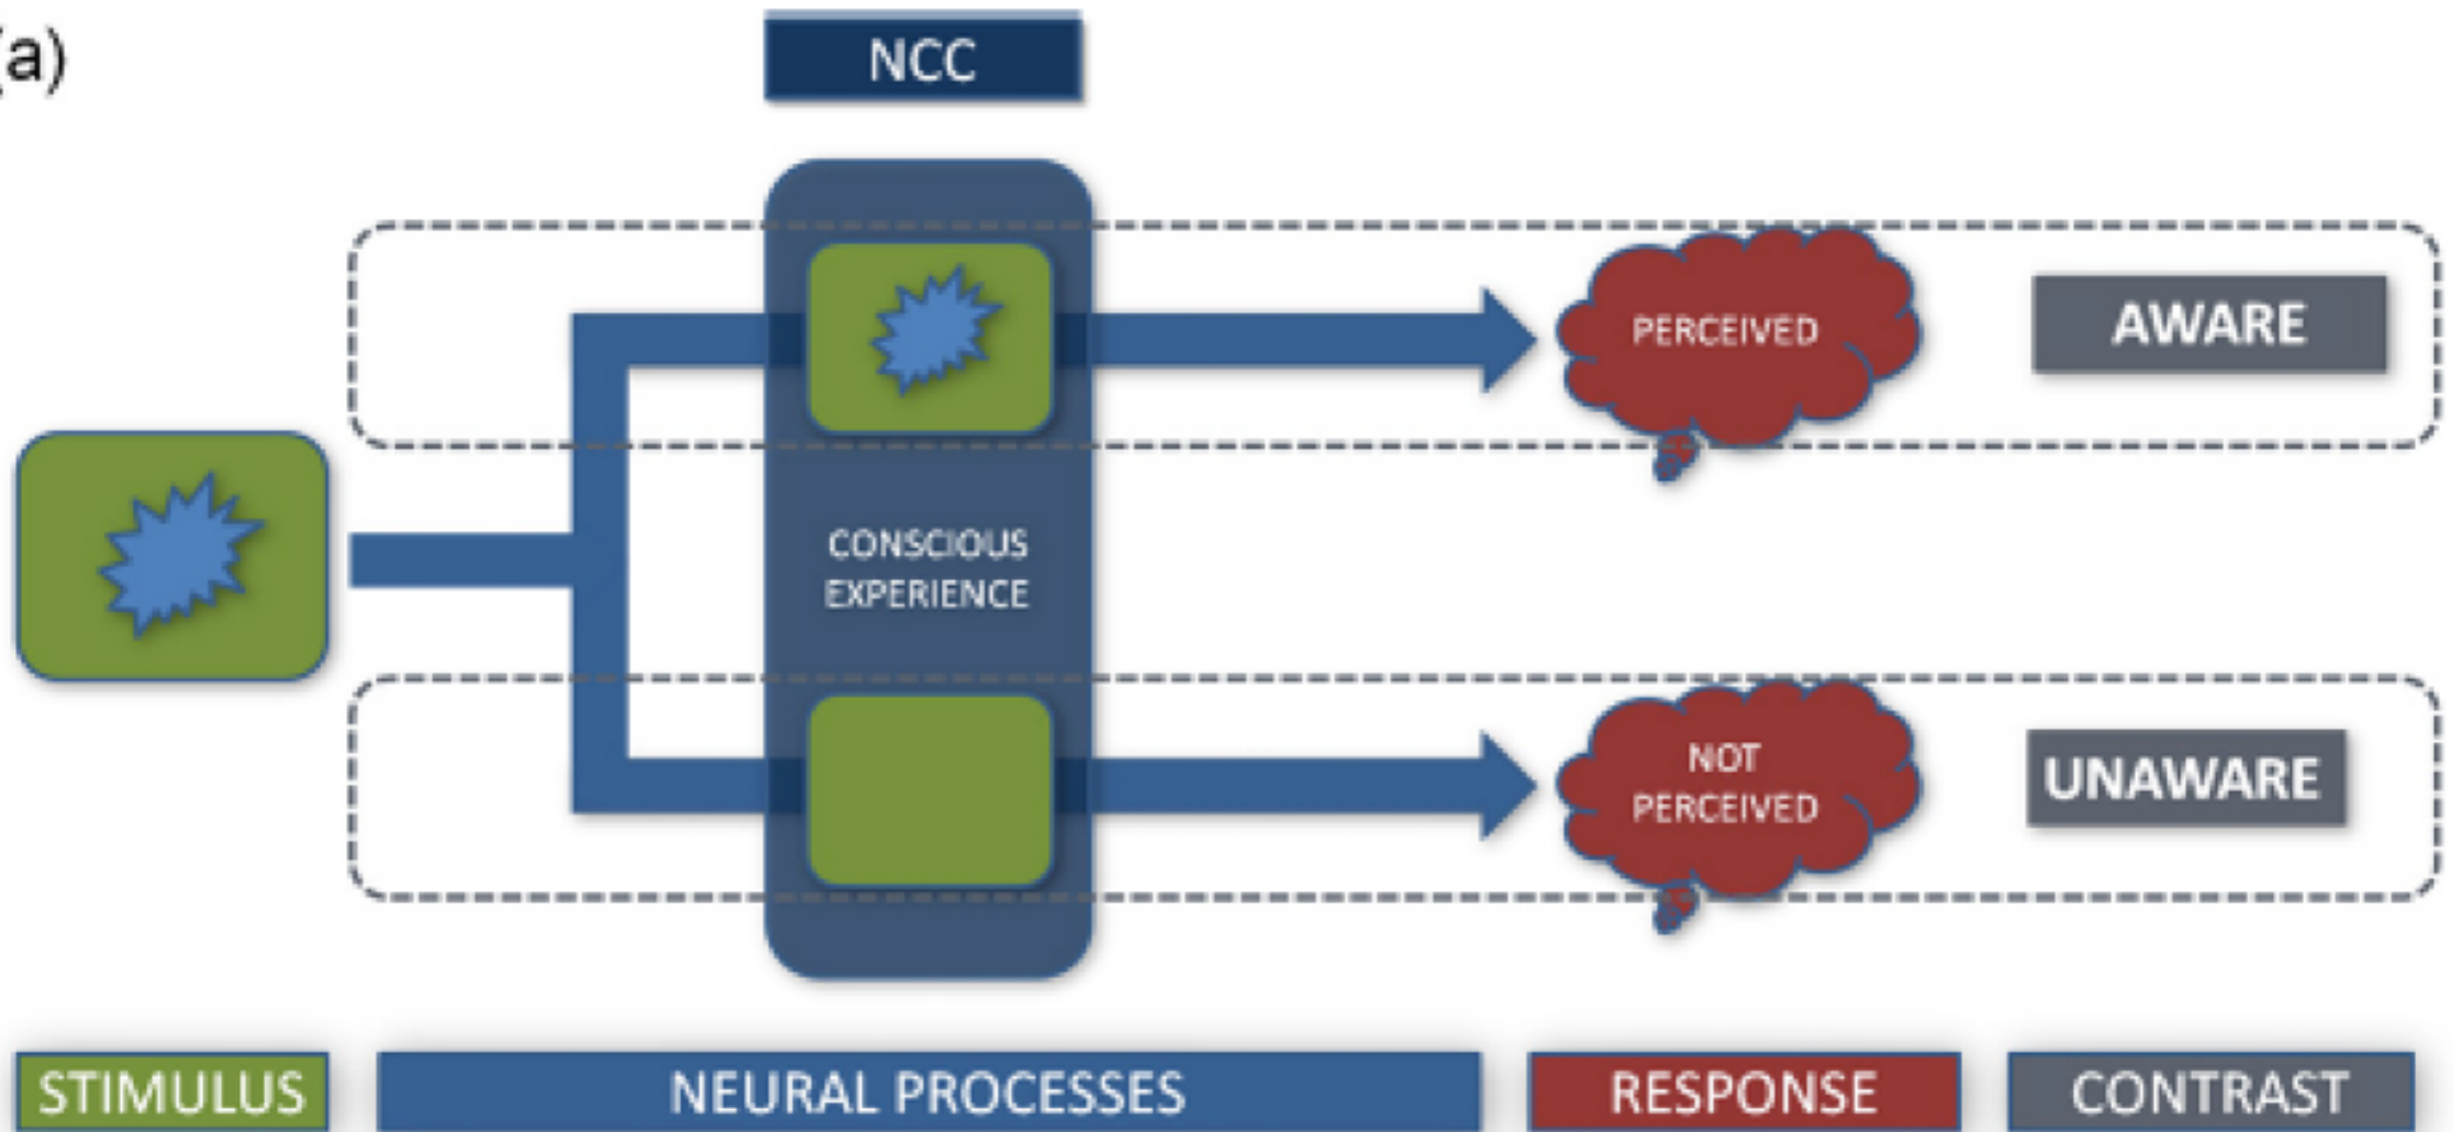 (a)
NCC
PERCEIVED
AWARE
CONSCIOUS
EXPERIENCE
NOT
PERCEIVED
UNAWARE
STIMULUS
NEURAL PROCESSES
RESPONSE
CONTRAST